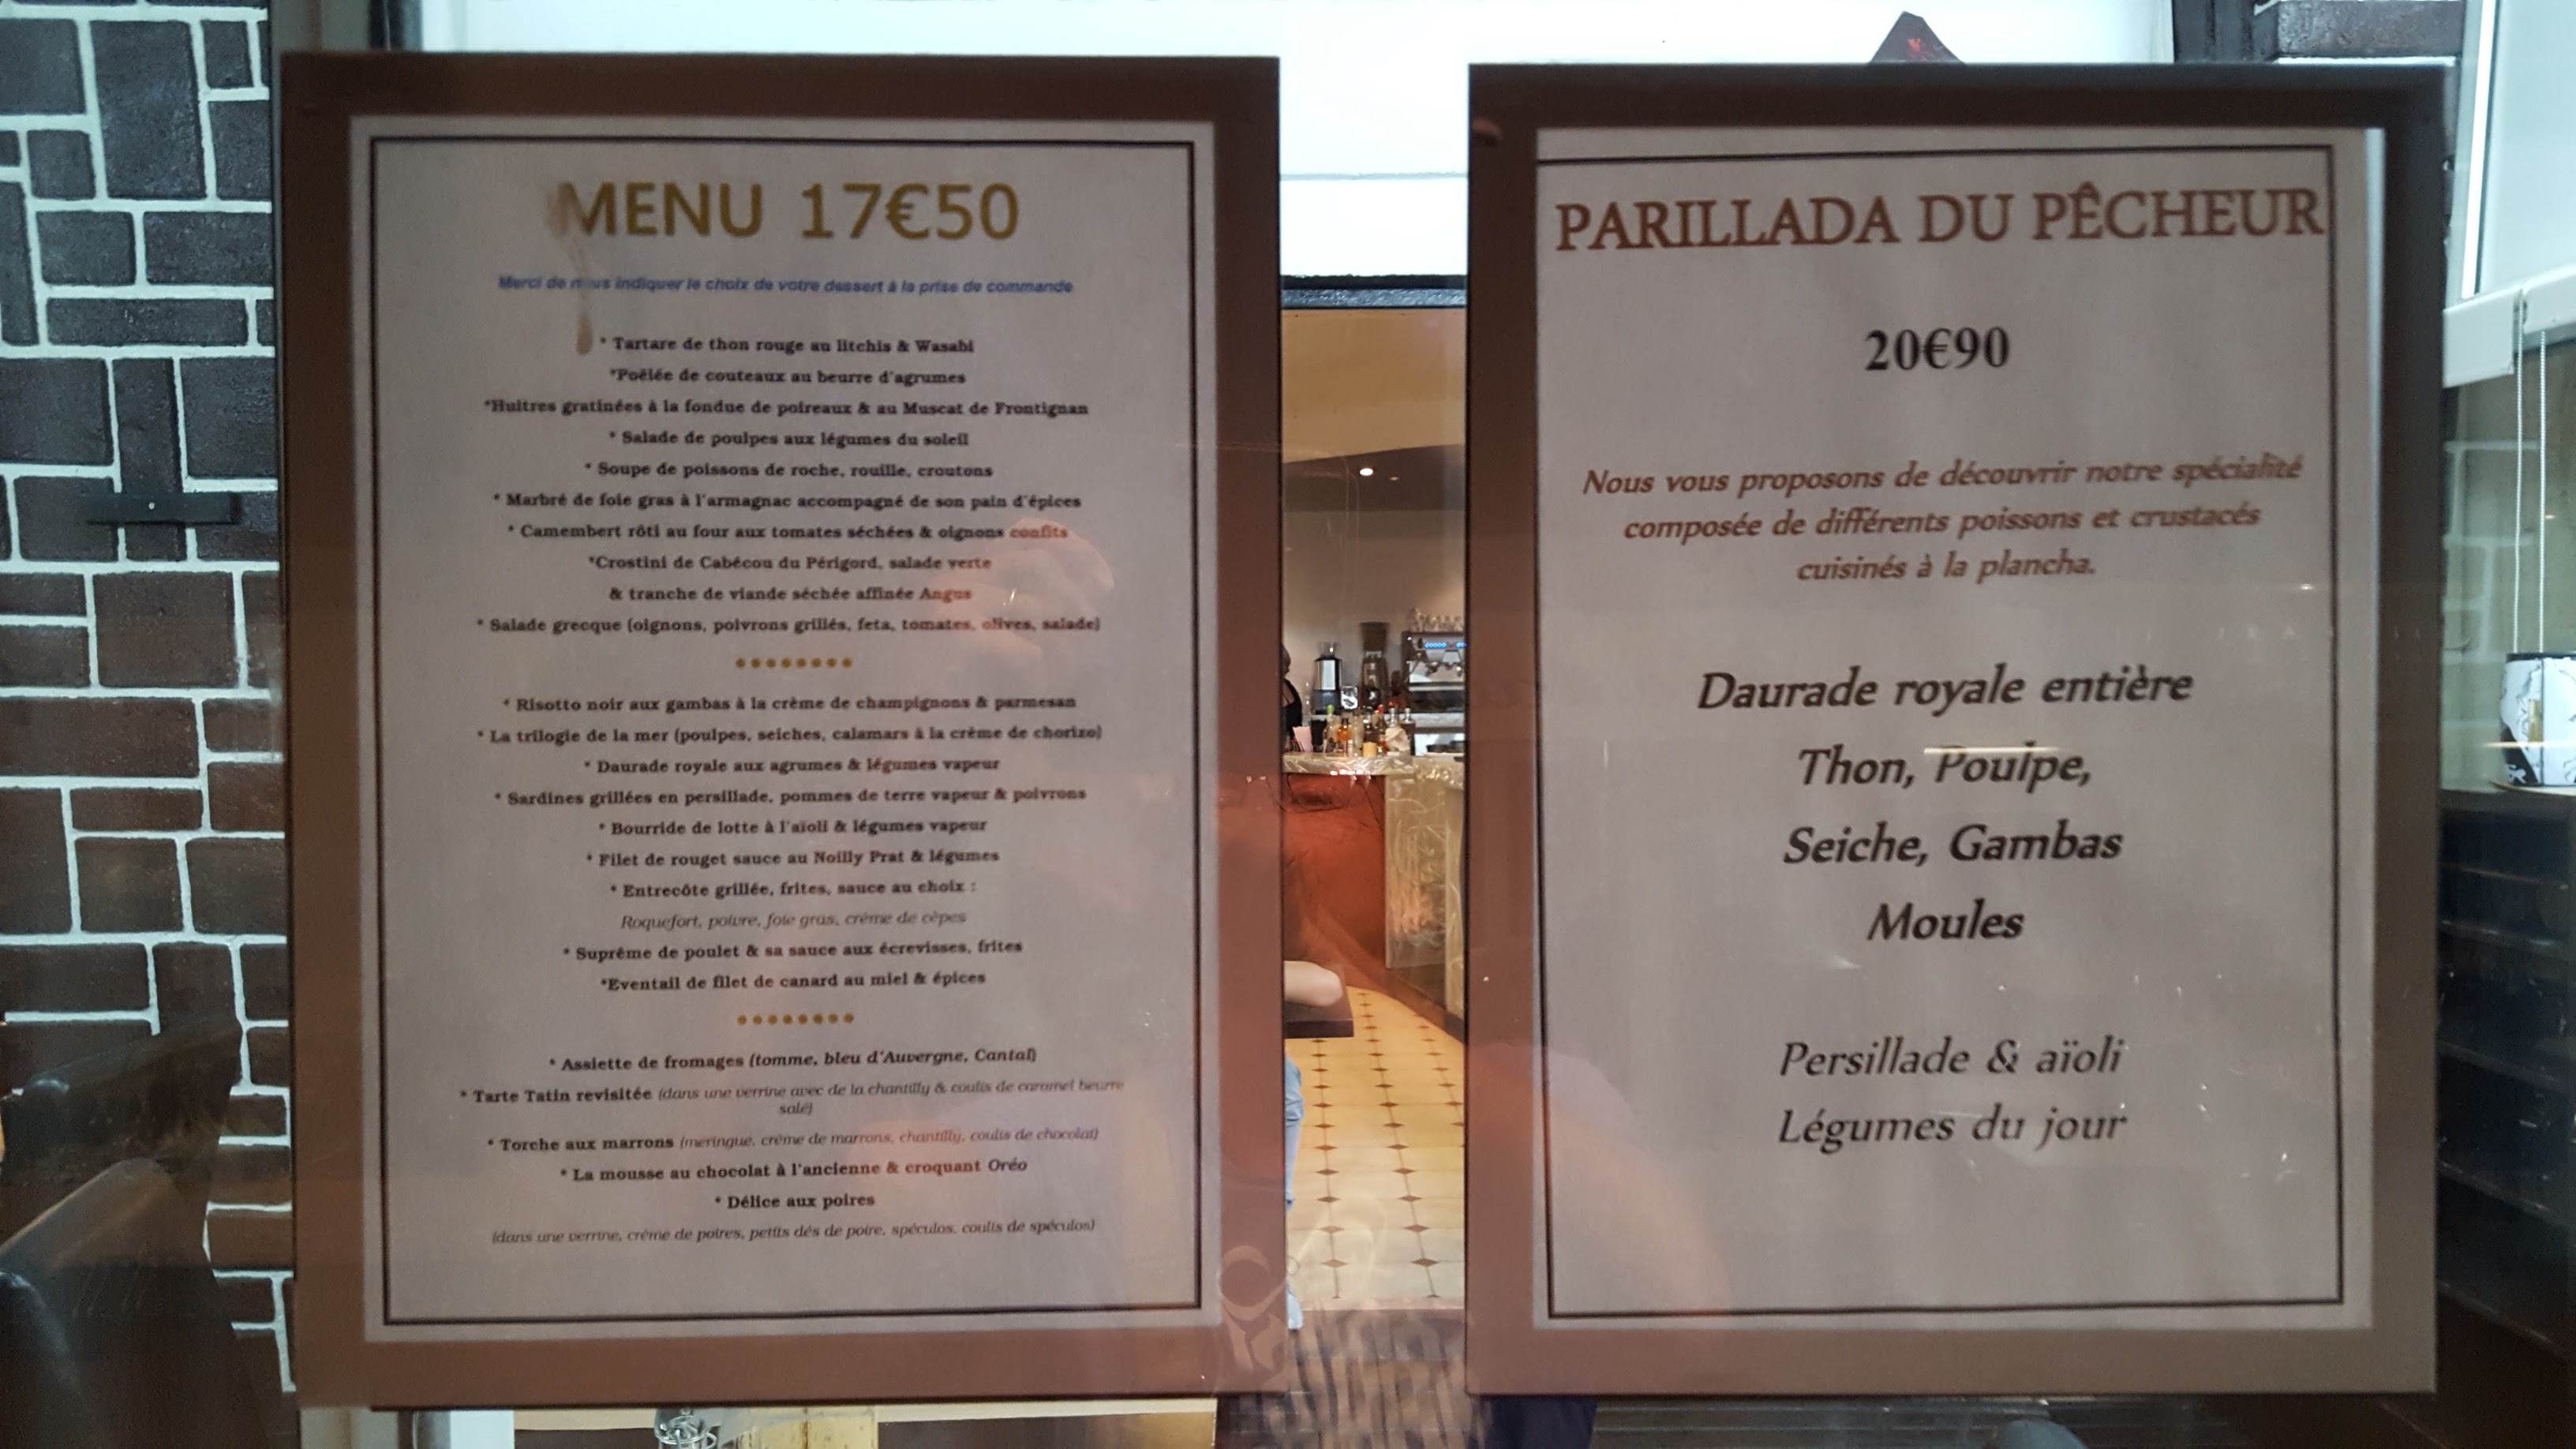 MENU 17€50
Merci de nous indiquer le choix de votre dessert à la prise de commande
* Tartare de thon rouge au litchis & Wasabi
*Poêlée de couteaux au beurre d'agrumes
*Huitres gratinées à la fondue de poireaux & au Muscat de Frontignan
* Salade de poulpes aux légumes du soleil
* Soupe de poissons de roche, rouille, croutons
* Marbré de foie gras à l'armagnac accompagné de son pain d'épices
* Camembert rôti au four aux tomates séchées & oignons confits
*Crostini de Cabécou du Périgord, salade verte
& tranche de viande séchée affinée Angus
* Salade grecque (oignons, poivrons grillés, feta, tomates, olives, salade)
* Risotto noir aux gambas à la crème de champignons & parmesan
* La trilogie de la mer (poulpes, seiches, calamars à la crème de chorizo)
* Daurade royale aux agrumes & légumes vapeur
* Sardines grillées en persillade, pommes de terre vapeur & poivrons
* Bourride de lotte à l'aïoli & légumes vapeur
* Filet de rouget sauce au Noilly Prat & légumes
* Entrecôte grillée, frites, sauce au choix :
Roquefort, poivre, foie gras, crème de cèpes
* Suprême de poulet & sa sauce aux écrevisses, frites
*Eventail de filet de canard au miel & épices
* Assiette de fromages (tomme, bleu d'Auvergne, Cantal)
* Tarte Tatin revisitée (dans une verrine avec de la chantilly & coulis de caramel beurre
salé)
* Torche aux marrons (meringue, crème de marrons, chantilly, coulis de chocolat)
* La mousse au chocolat à l'ancienne & croquant Oréo
* Délice aux poires
(dans une verrine, crème de poires, petits dés de poire, spéculos, coulis de spéculos)
PARILLADA DU PÊCHEUR
20€90
Nous vous proposons de découvrir notre spécialité
composée de différents poissons et crustacés
cuisinés à la plancha.
Daurade royale entière
Thon, Poulpe,
Seiche, Gambas
Moules
Persillade & aïoli
Légumes du jour